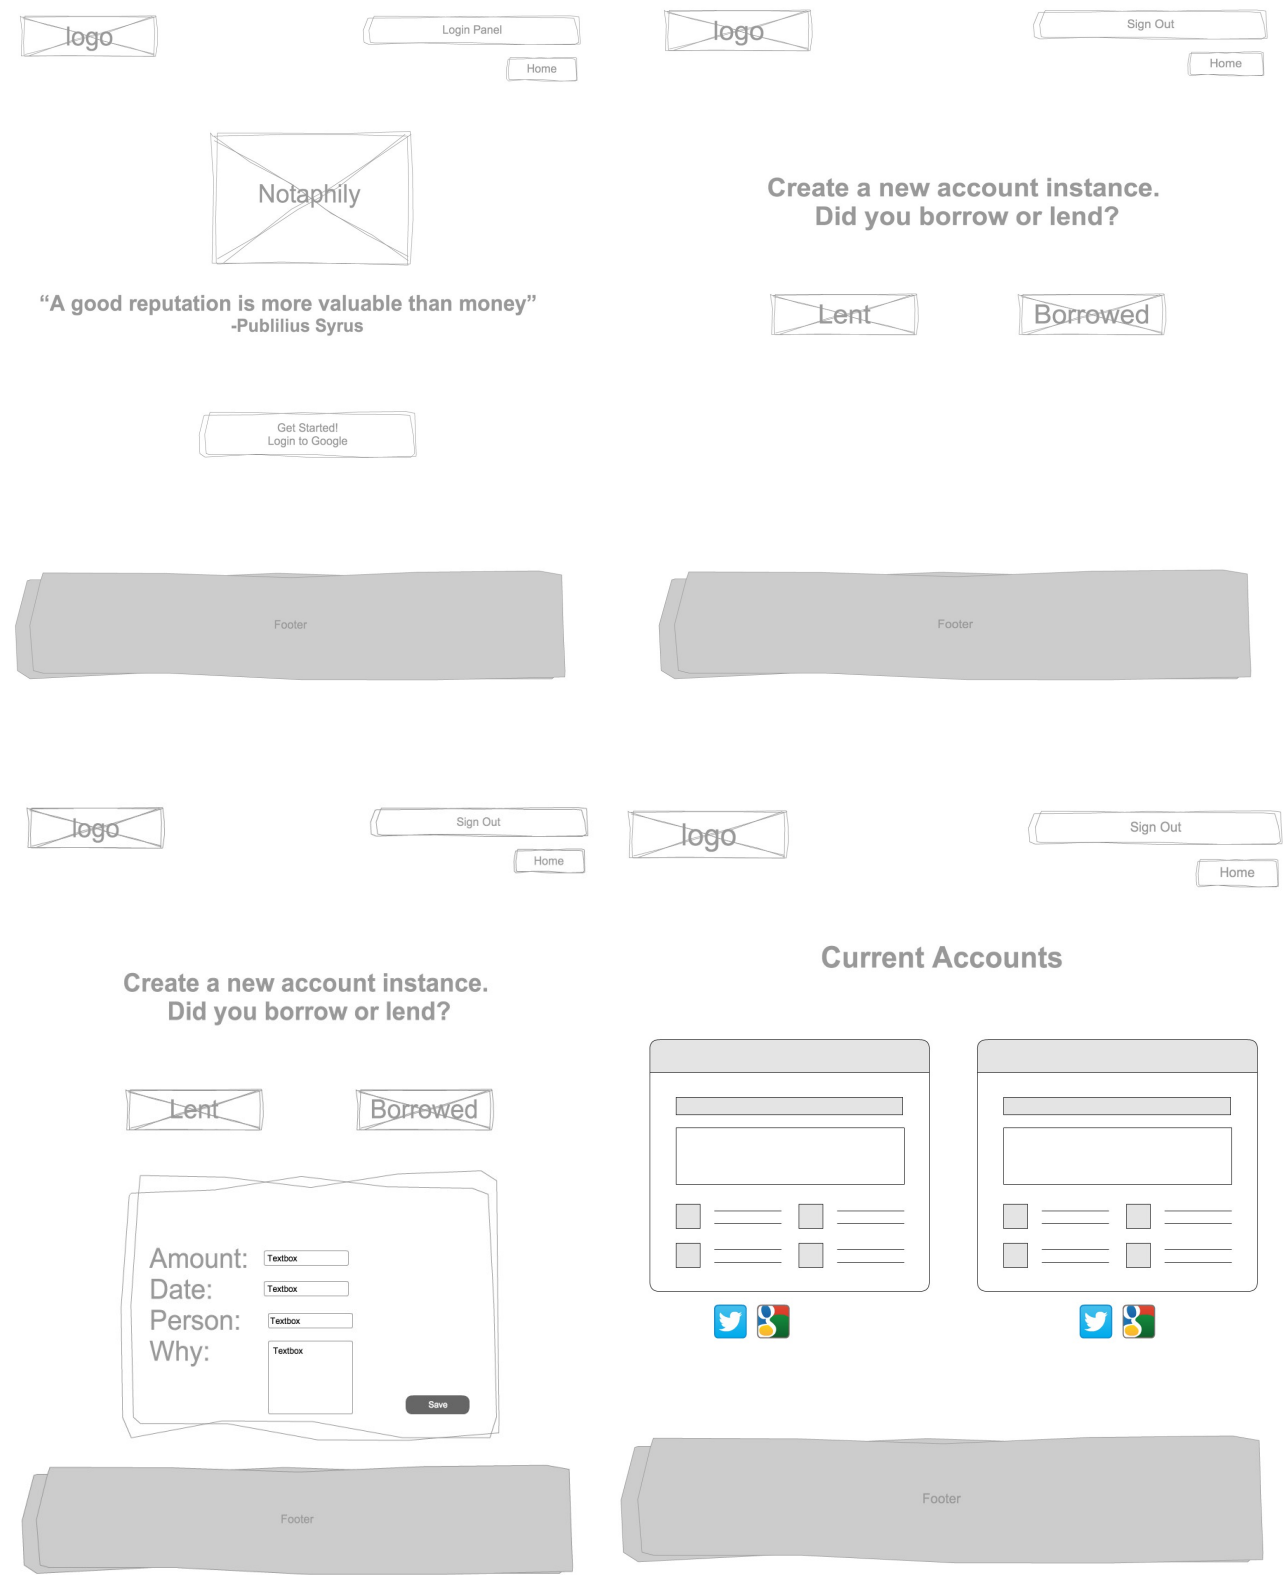 logo
Login Panel
Home
Notaphily
“A good reputation is more valuable than money”
-Publilius Syrus
Get Started!
Login to Google
Footer
logo
Sign Out
Home
Create a new account instance.
Did you borrow or lend?
Lent
Borrowed
Footer
logo
Sign Out
Home
Create a new account instance.
Did you borrow or lend?
Lent
Borrowed
Amount: Textbox
Date: Textbox
Person: Textbox
Why: Textbox
Save
Footer
logo
Sign Out
Home
Current Accounts
Footer